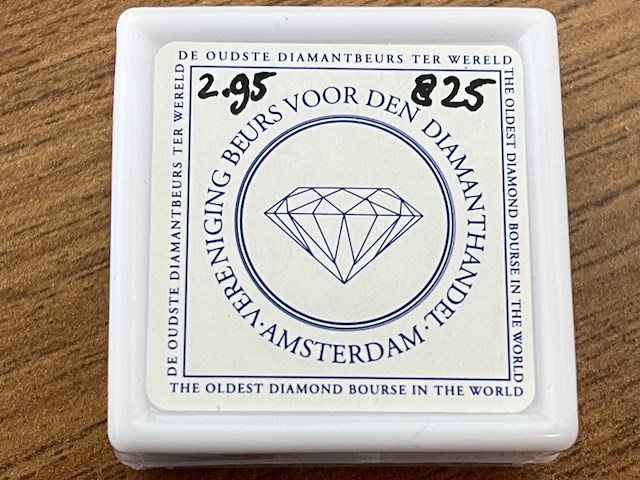 DE OUDSTE DIAMANTBEURS TER WERELD
2.95 825
VERENIGING BEURS VOOR DEN DIAMANTHANDEL
· AMSTERDAM ·
DE OUDSTE DIAMANTBEURS TER WERELD
THE OLDEST DIAMOND BOURSE IN THE WORLD
THE OLDEST DIAMOND BOURSE IN THE WORLD